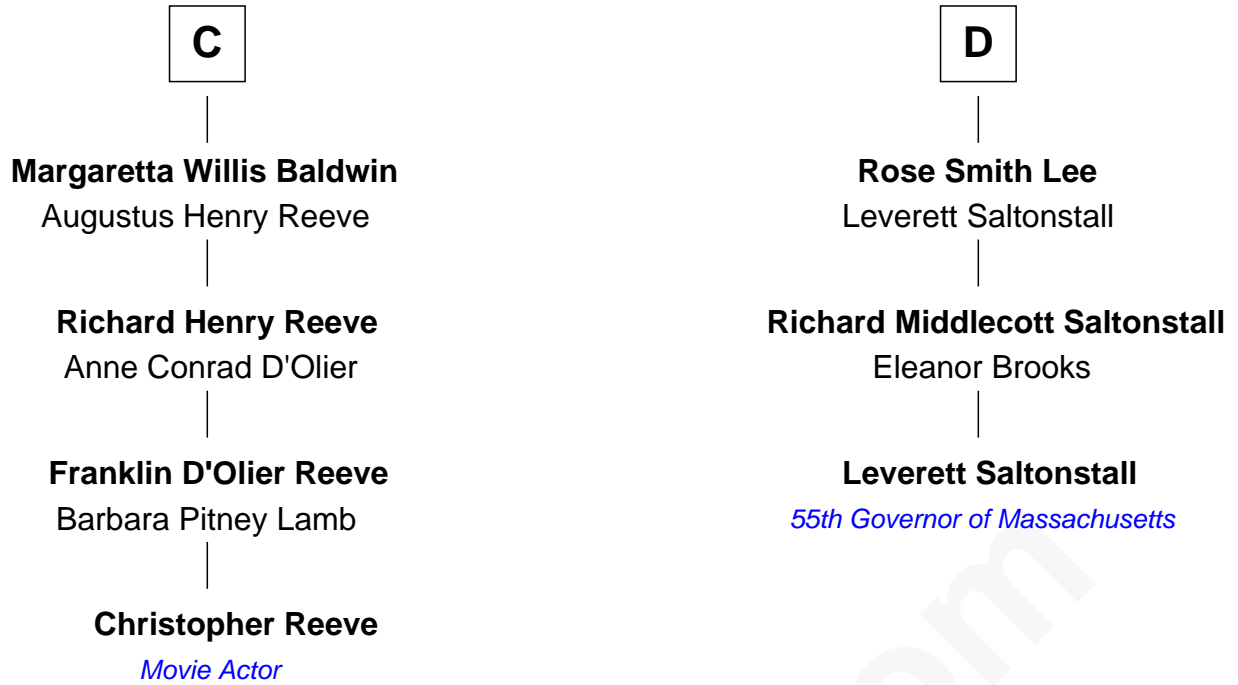 C
Margaretta Willis Baldwin
Augustus Henry Reeve
Richard Henry Reeve
Anne Conrad D'Olier
Franklin D'Olier Reeve
Barbara Pitney Lamb
Christopher Reeve
Movie Actor
D
Rose Smith Lee
Leverett Saltonstall
Richard Middlecott Saltonstall
Eleanor Brooks
Leverett Saltonstall
55th Governor of Massachusetts
om